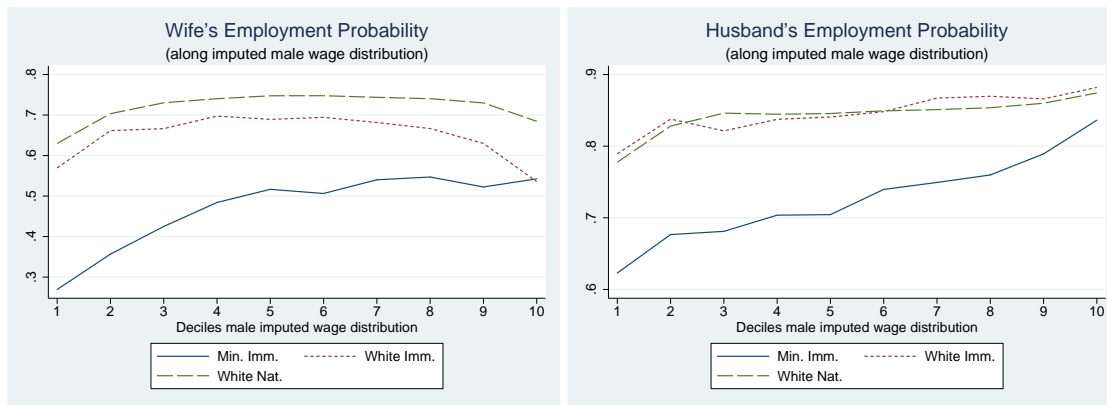 Wife's Employment Probability
(along imputed male wage distribution)
.8
.7
.6
.5
.4
.3
1 2 3 4 5 6 7 8 9 10
Deciles male imputed wage distribution
Min. Imm. White Imm.
White Nat.
Husband's Employment Probability
(along imputed male wage distribution)
.9
.8
.7
.6
1 2 3 4 5 6 7 8 9 10
Deciles male imputed wage distribution
Min. Imm. White Imm.
White Nat.